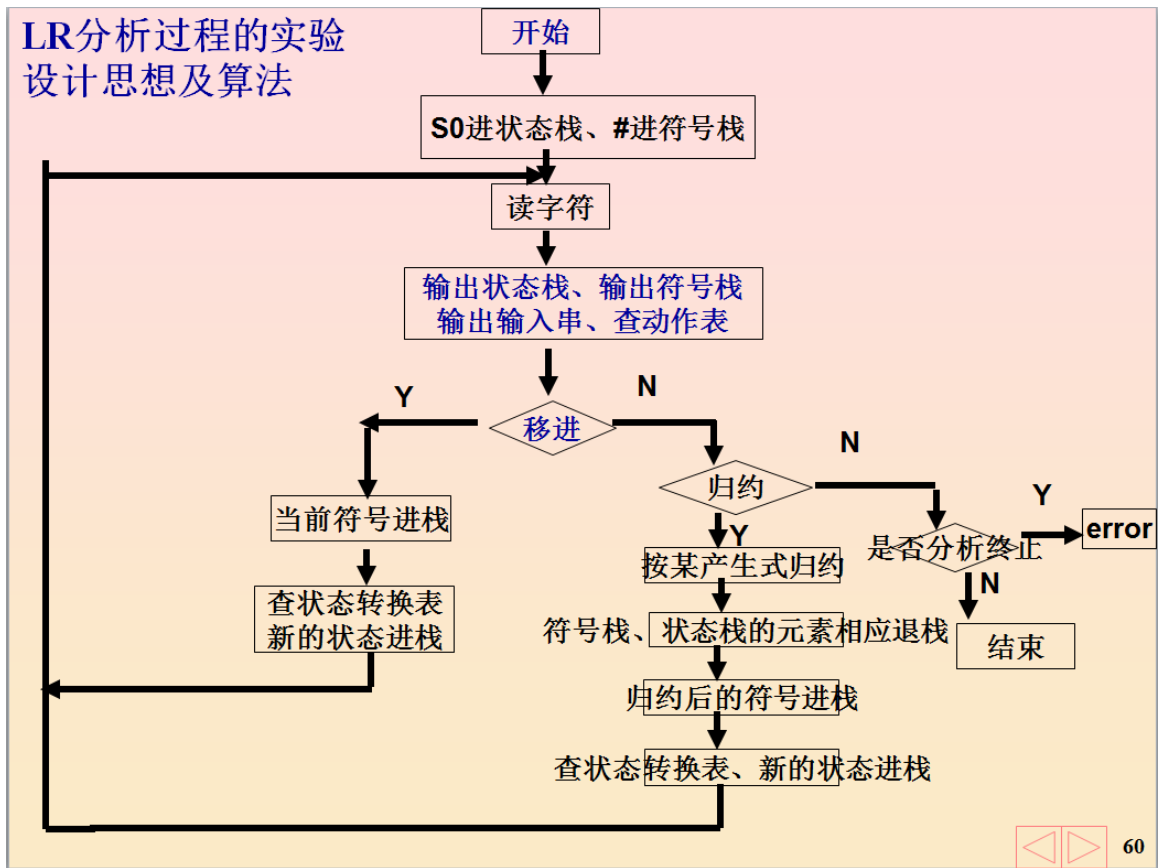 LR分析过程的实验
设计思想及算法
开始
S0进状态栈、#进符号栈
读字符
输出状态栈、输出符号栈
输出输入串、查动作表
Y
N
移进
N
归约
Y
当前符号进栈
Y
error
是否分析终止
按某产生式归约
N
查状态转换表
新的状态进栈
符号栈、状态栈的元素相应退栈
结束
归约后的符号进栈
查状态转换表、新的状态进栈
60